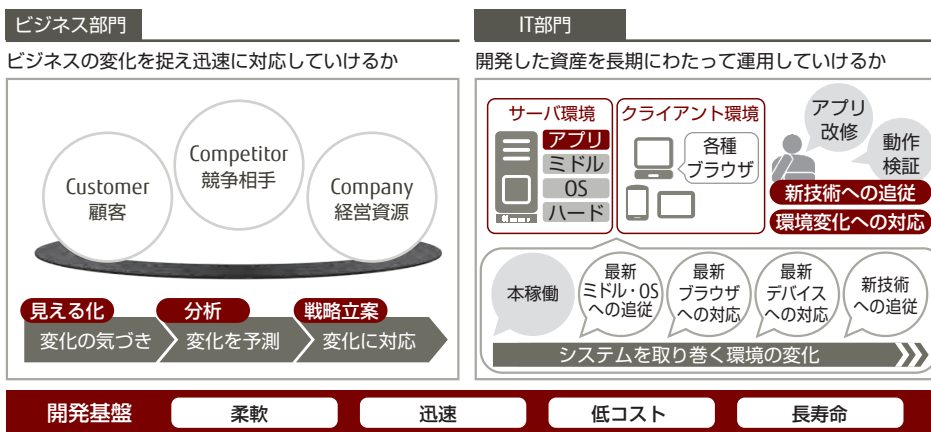 ビジネス部門
ビジネスの変化を捉え迅速に対応していけるか
Customer
顧客
Competitor
競争相手
Company
経営資源
見える化
分析
戦略立案
変化の気づき
変化を予測
変化に対応
IT部門
開発した資産を長期にわたって運用していけるか
サーバ環境
アプリ
ミドル
OS
ハード
クライアント環境
各種
ブラウザ
アプリ
改修
動作
検証
新技術への追従
環境変化への対応
本稼働
最新
ミドル・OS
への追従
最新
ブラウザ
への対応
最新
デバイス
への対応
新技術
への追従
システムを取り巻く環境の変化
開発基盤
柔軟
迅速
低コスト
長寿命